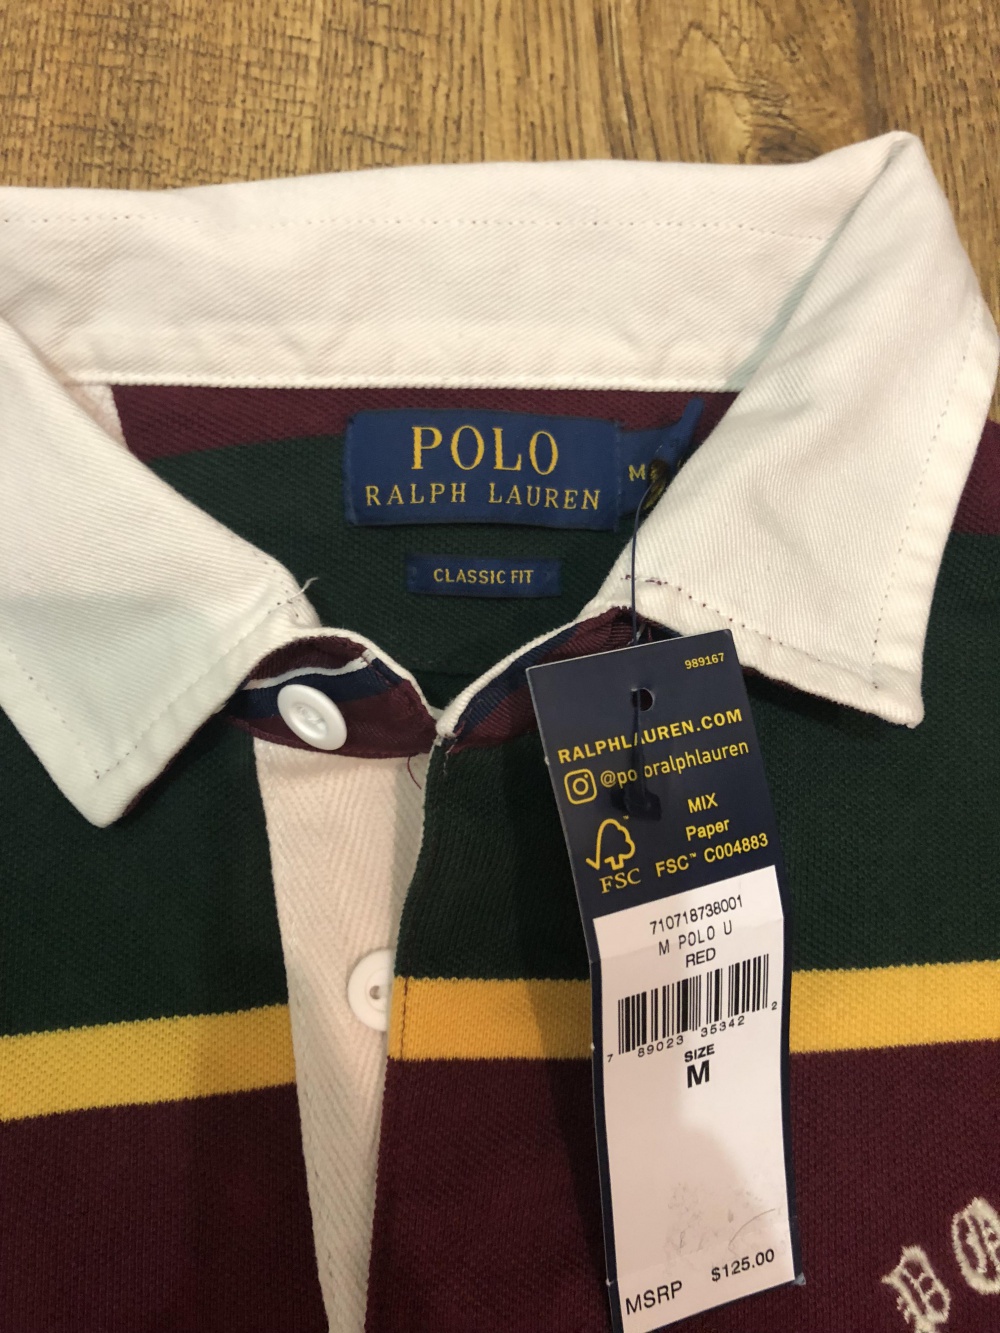 POLO
RALPH LAUREN
M
CLASSIC FIT
989167
RALPHLAUREN.COM
@poloralphlauren
MIX
Paper
FSC™ C004883
FSC
710718738001
M POLO U
RED
7 89023 35342 2
SIZE
M
MSRP $125.00